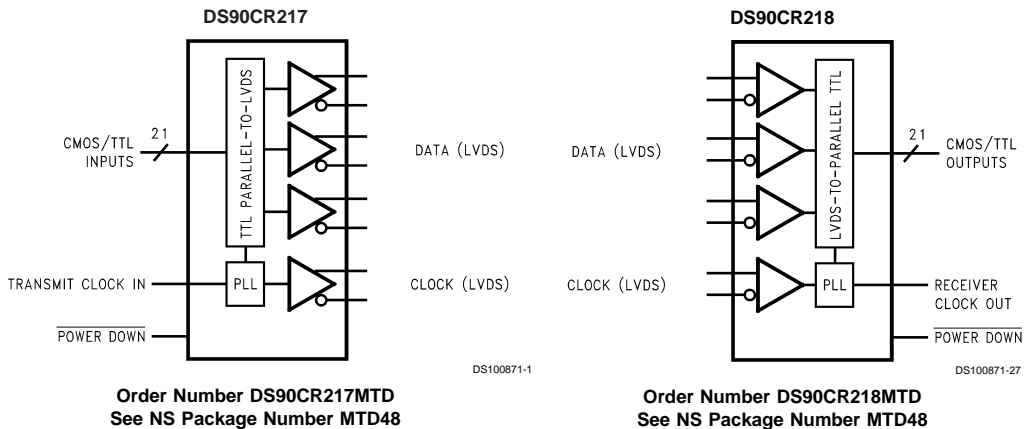 DS90CR217
TTL PARALLEL-TO-LVDS
CMOS/TTL
INPUTS
21
DATA (LVDS)
TRANSMIT CLOCK IN
PLL
CLOCK (LVDS)
POWER DOWN
DS100871-1
Order Number DS90CR217MTD
See NS Package Number MTD48
DS90CR218
DATA (LVDS)
LVDS-TO-PARALLEL TTL
21
CMOS/TTL
OUTPUTS
CLOCK (LVDS)
PLL
RECEIVER
CLOCK OUT
POWER DOWN
DS100871-27
Order Number DS90CR218MTD
See NS Package Number MTD48